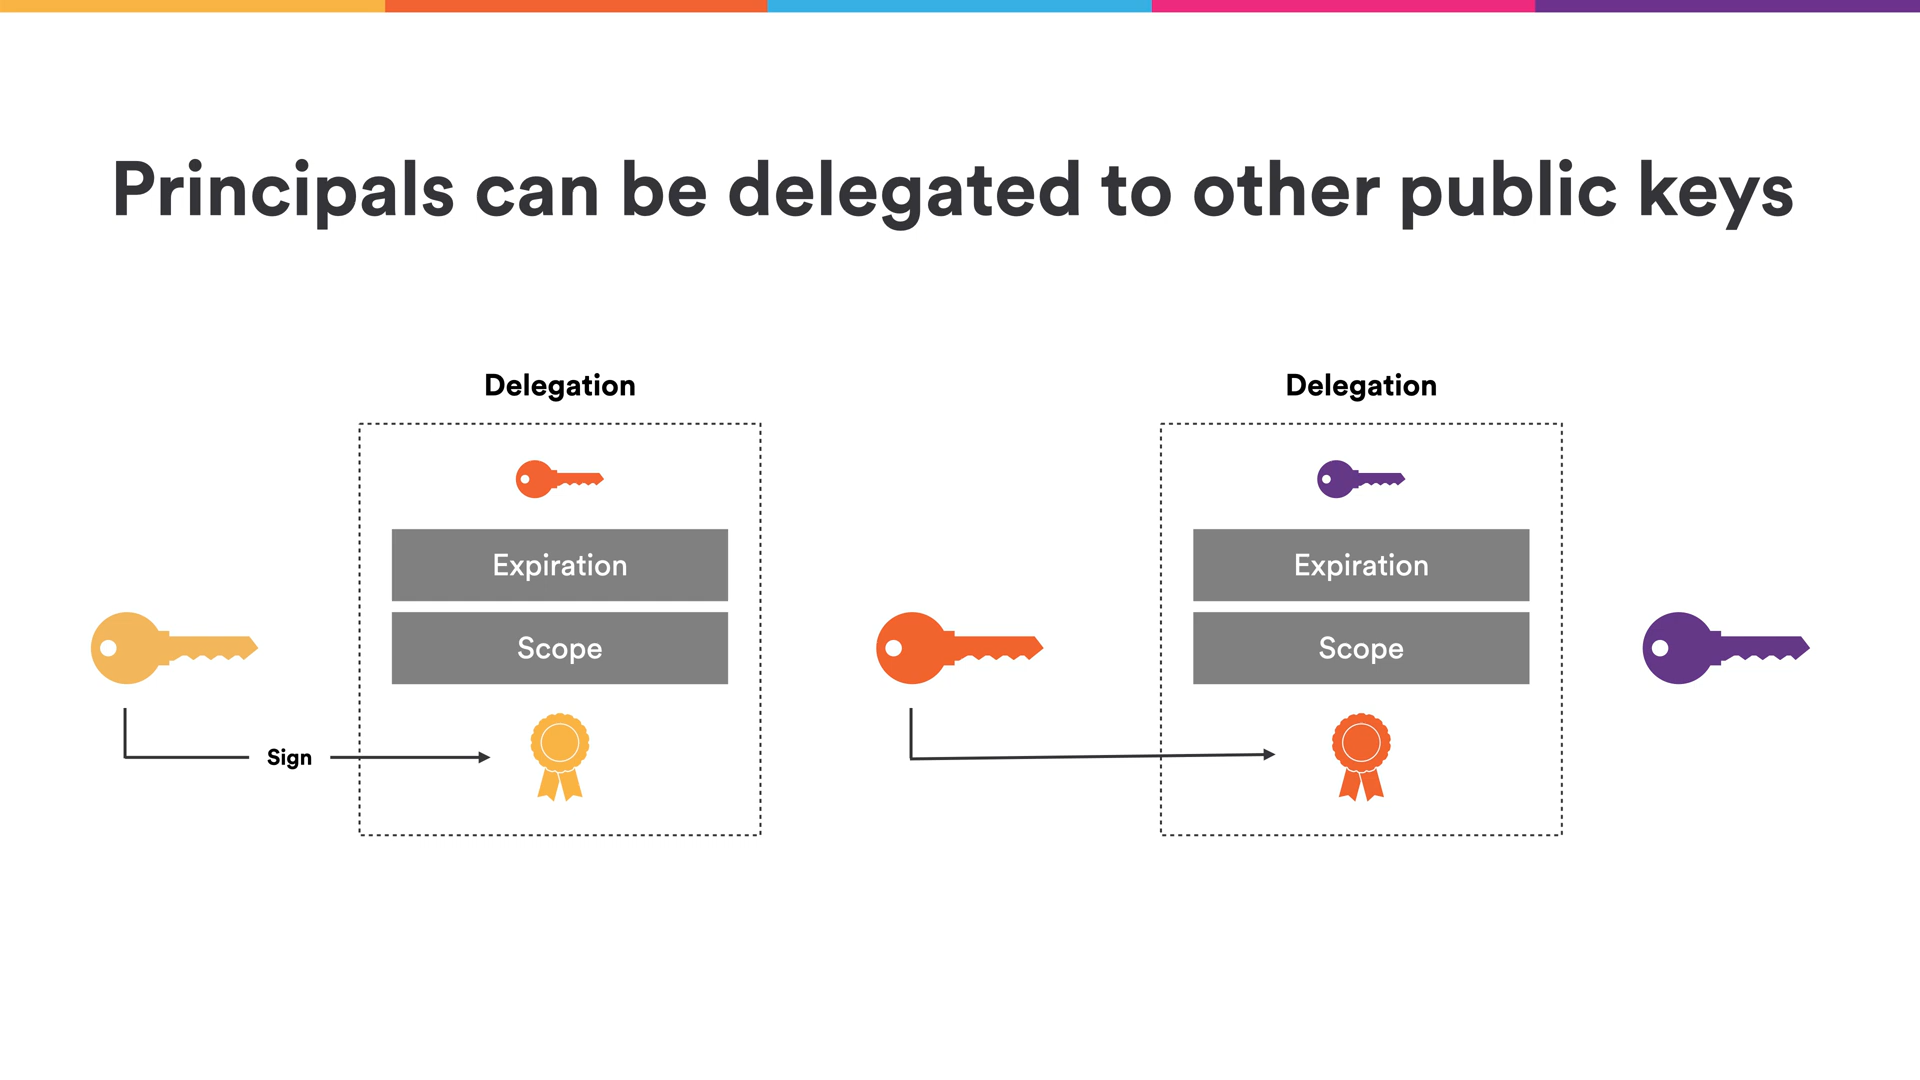 Principals can be delegated to other public keys
Delegation
Expiration
Scope
Sign
Delegation
Expiration
Scope